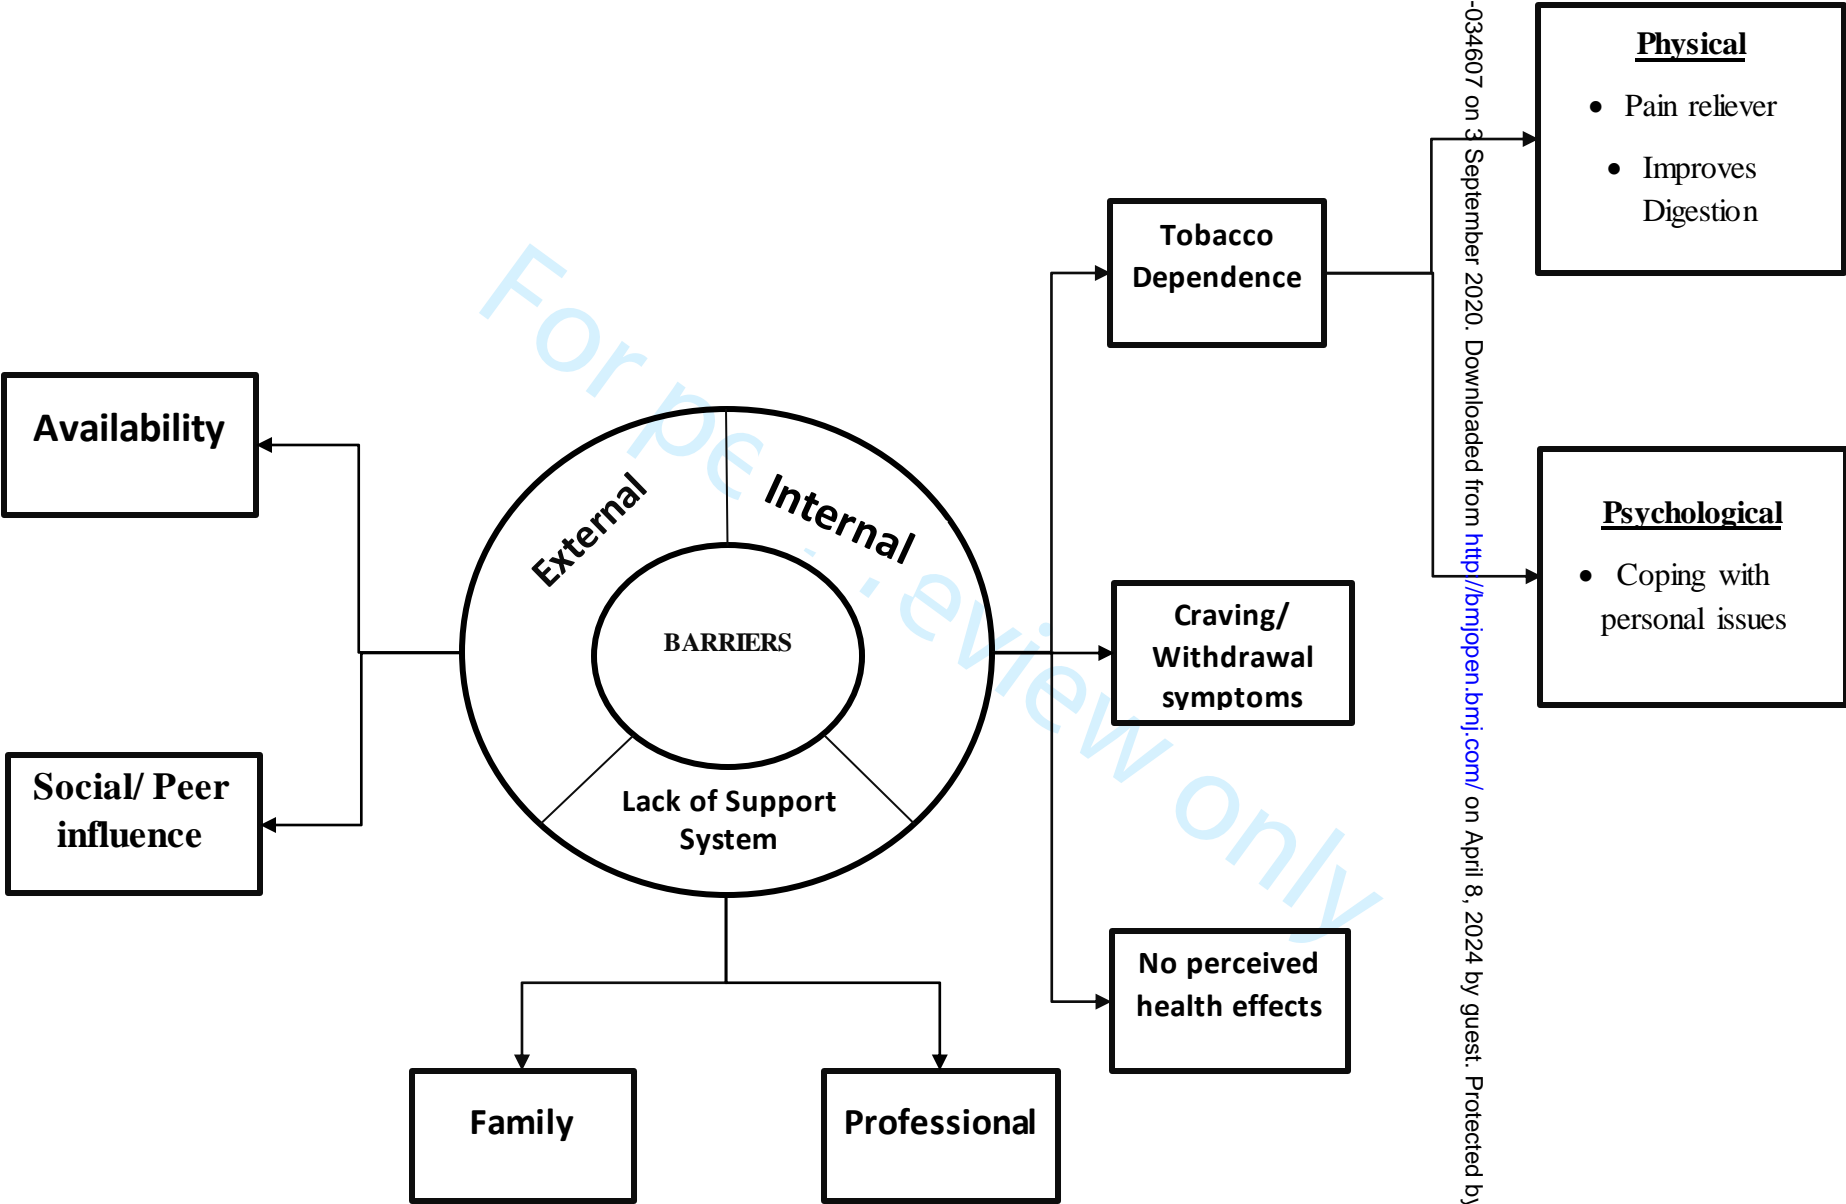 Physical
• Pain reliever
• Improves
Digestion
Tobacco
Dependence
Availability
External
Internal
Psychological
• Coping with
personal issues
BARRIERS
Craving/
Withdrawal
symptoms
Social/ Peer
influence
Lack of Support
System
No perceived
health effects
Family
Professional
For pe eview only
-034607 on 3 September 2020. Downloaded from http://bmjopen.bmj.com/ on April 8, 2024 by guest. Protected by